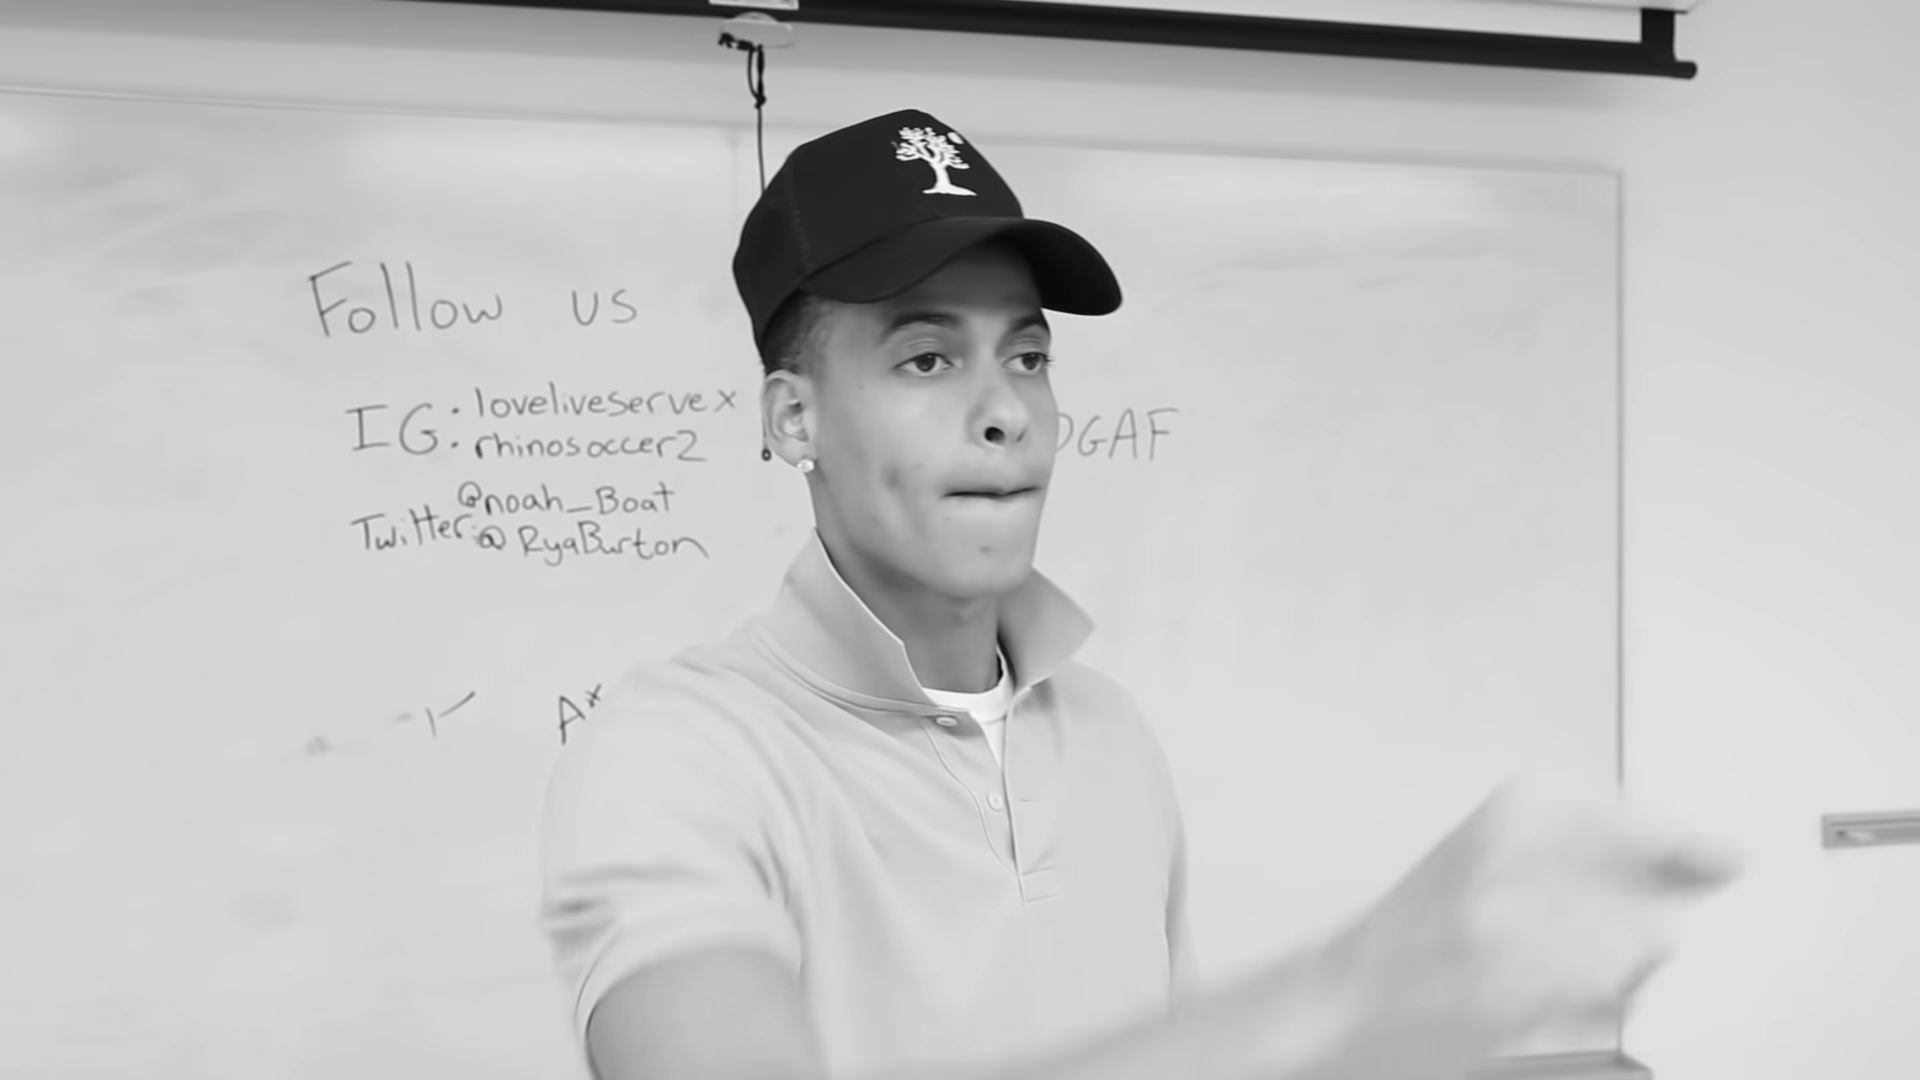 Follow us
IG: loveliveservex
rhinosoccer2
Twitter: @noah_Boat
@RyaBurton
DGAF
A*